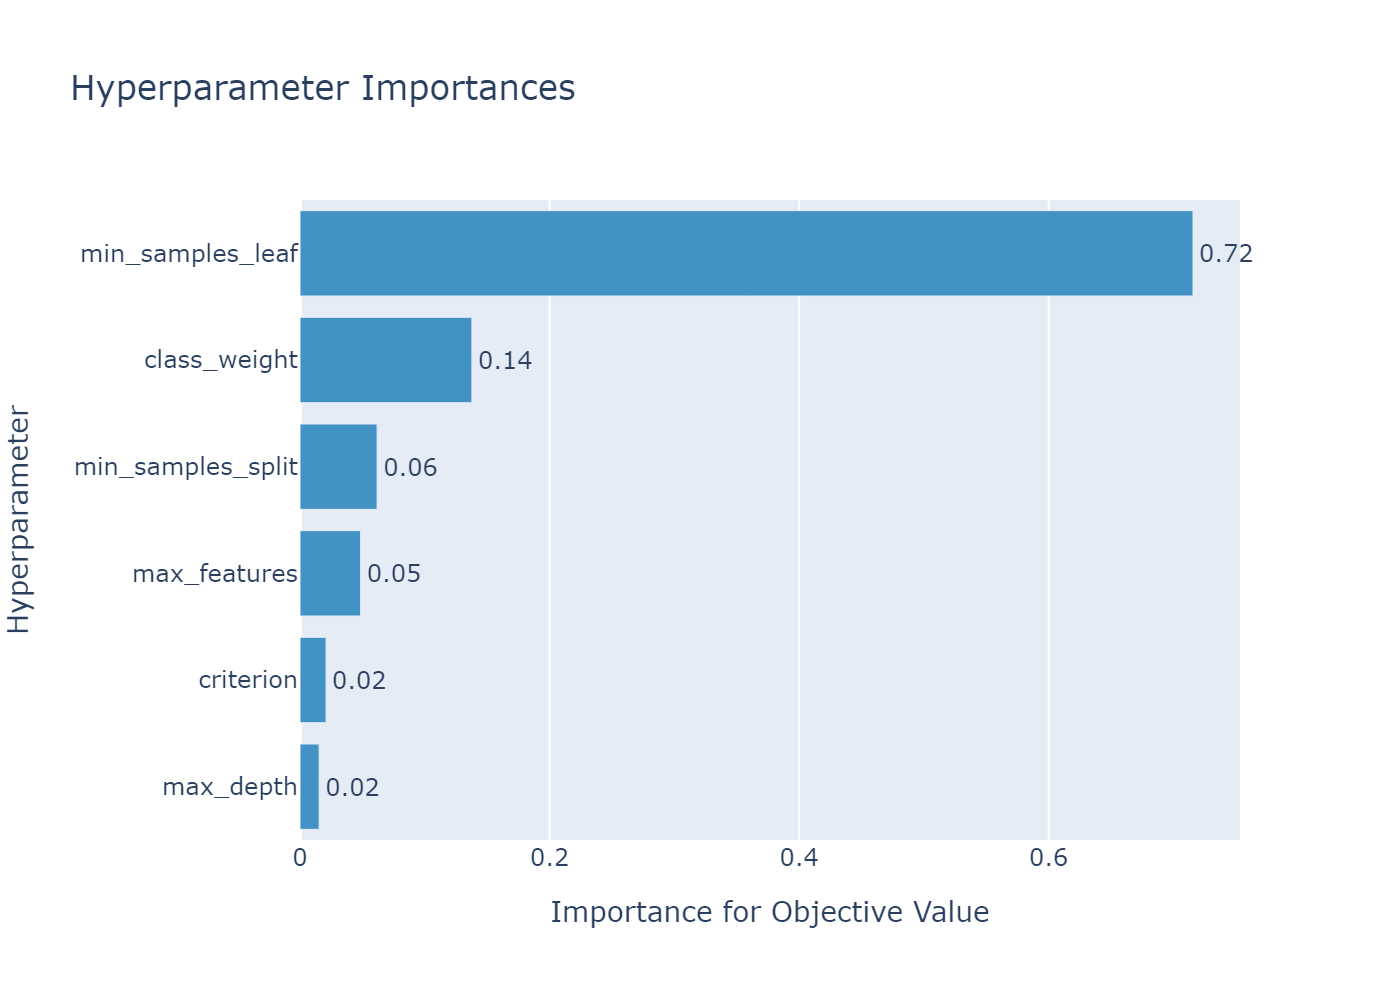 Hyperparameter Importances
Hyperparameter
min_samples_leaf 0.72
class_weight 0.14
min_samples_split 0.06
max_features 0.05
criterion 0.02
max_depth 0.02
0 0.2 0.4 0.6
Importance for Objective Value